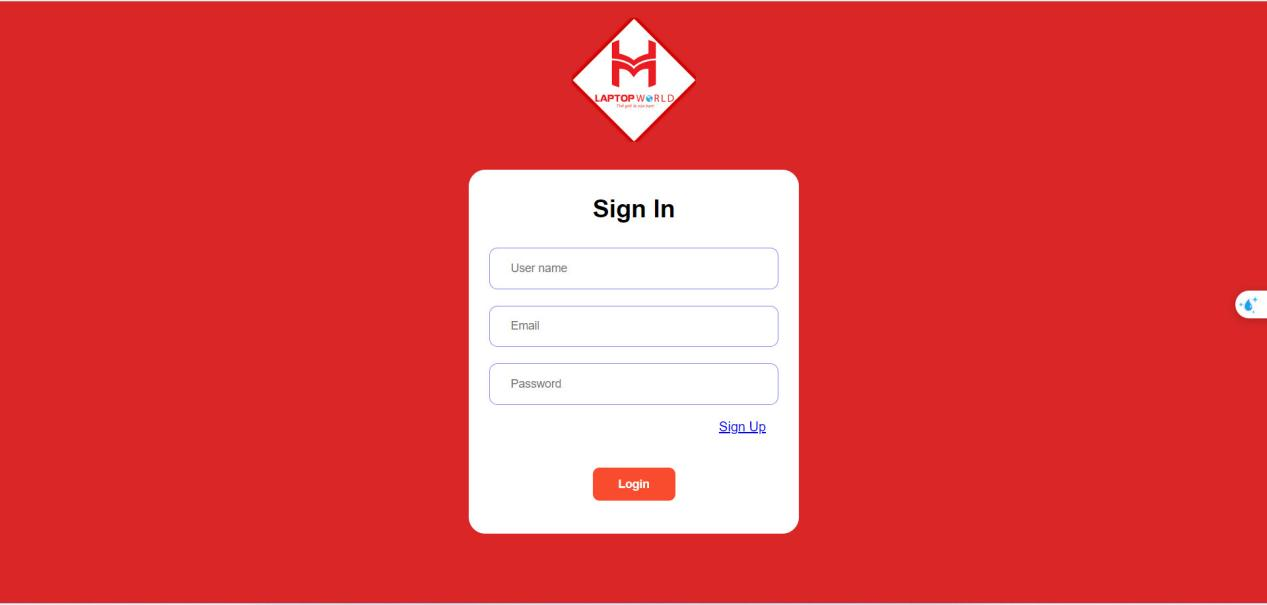 LAPTOP WORLD
Sign In
User name
Email
Password
Sign Up
Login